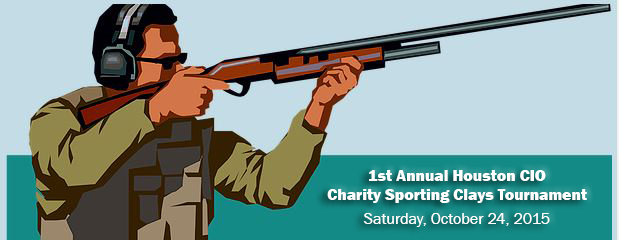 1st Annual Houston CIO
Charity Sporting Clays Tournament
Saturday, October 24, 2015